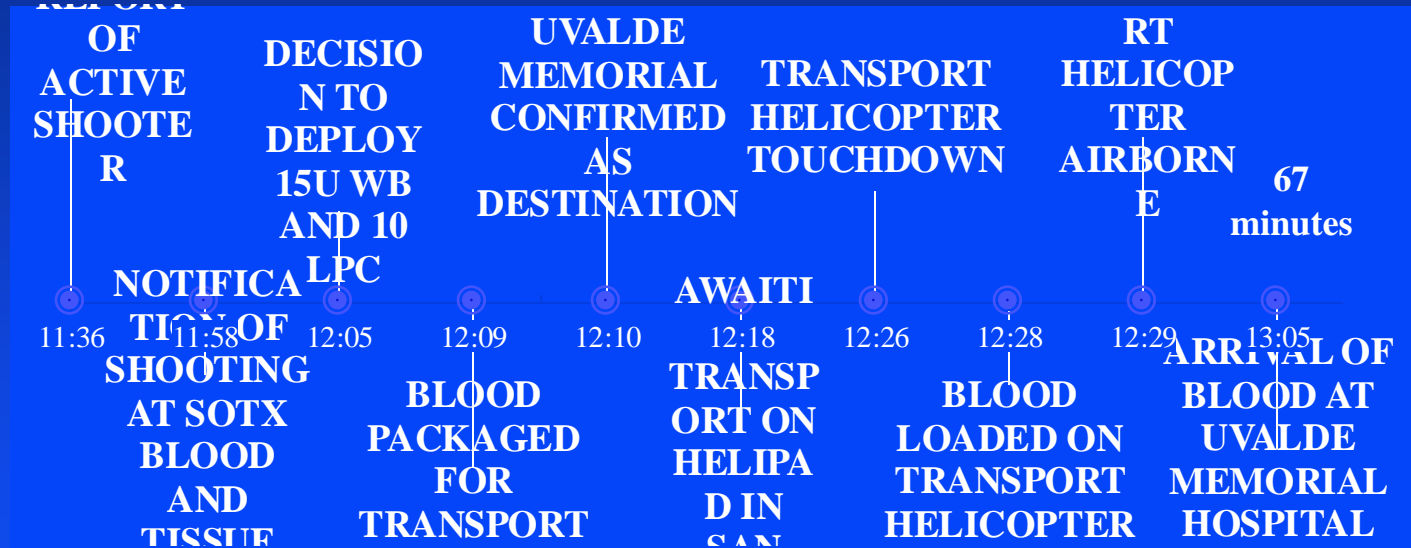 REPORT
OF
ACTIVE
SHOOTE
R
DECISIO
N TO
DEPLOY
15U WB
AND 10
LPC
UVALDE
MEMORIAL
CONFIRMED
AS
DESTINATION
TRANSPORT
HELICOPTER
TOUCHDOWN
RT
HELICOP
TER
AIRBORN
E
67
minutes
11:36
11:58
12:05
12:09
12:10
12:18
12:26
12:28
12:29
13:05
NOTIFICA
TION OF
SHOOTING
AT SOTX
BLOOD
AND
TISSUE
BLOOD
PACKAGED
FOR
TRANSPORT
AWAITI
TRANSP
ORT ON
HELIPA
D IN
SAN
BLOOD
LOADED ON
TRANSPORT
HELICOPTER
ARRIVAL OF
BLOOD AT
UVALDE
MEMORIAL
HOSPITAL